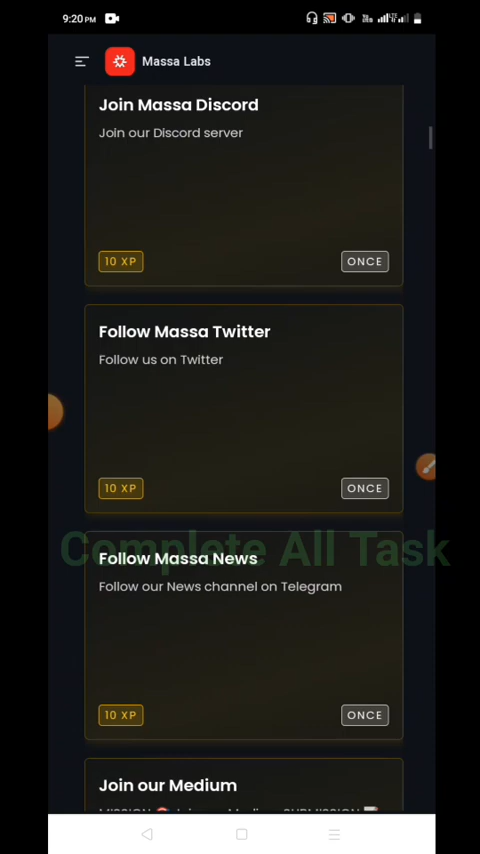 9:20 PM
Massa Labs
Join Massa Discord
Join our Discord server
10 XP
ONCE
Follow Massa Twitter
Follow us on Twitter
10 XP
ONCE
Complete All Task
Follow Massa News
Follow our News channel on Telegram
10 XP
ONCE
Join our Medium